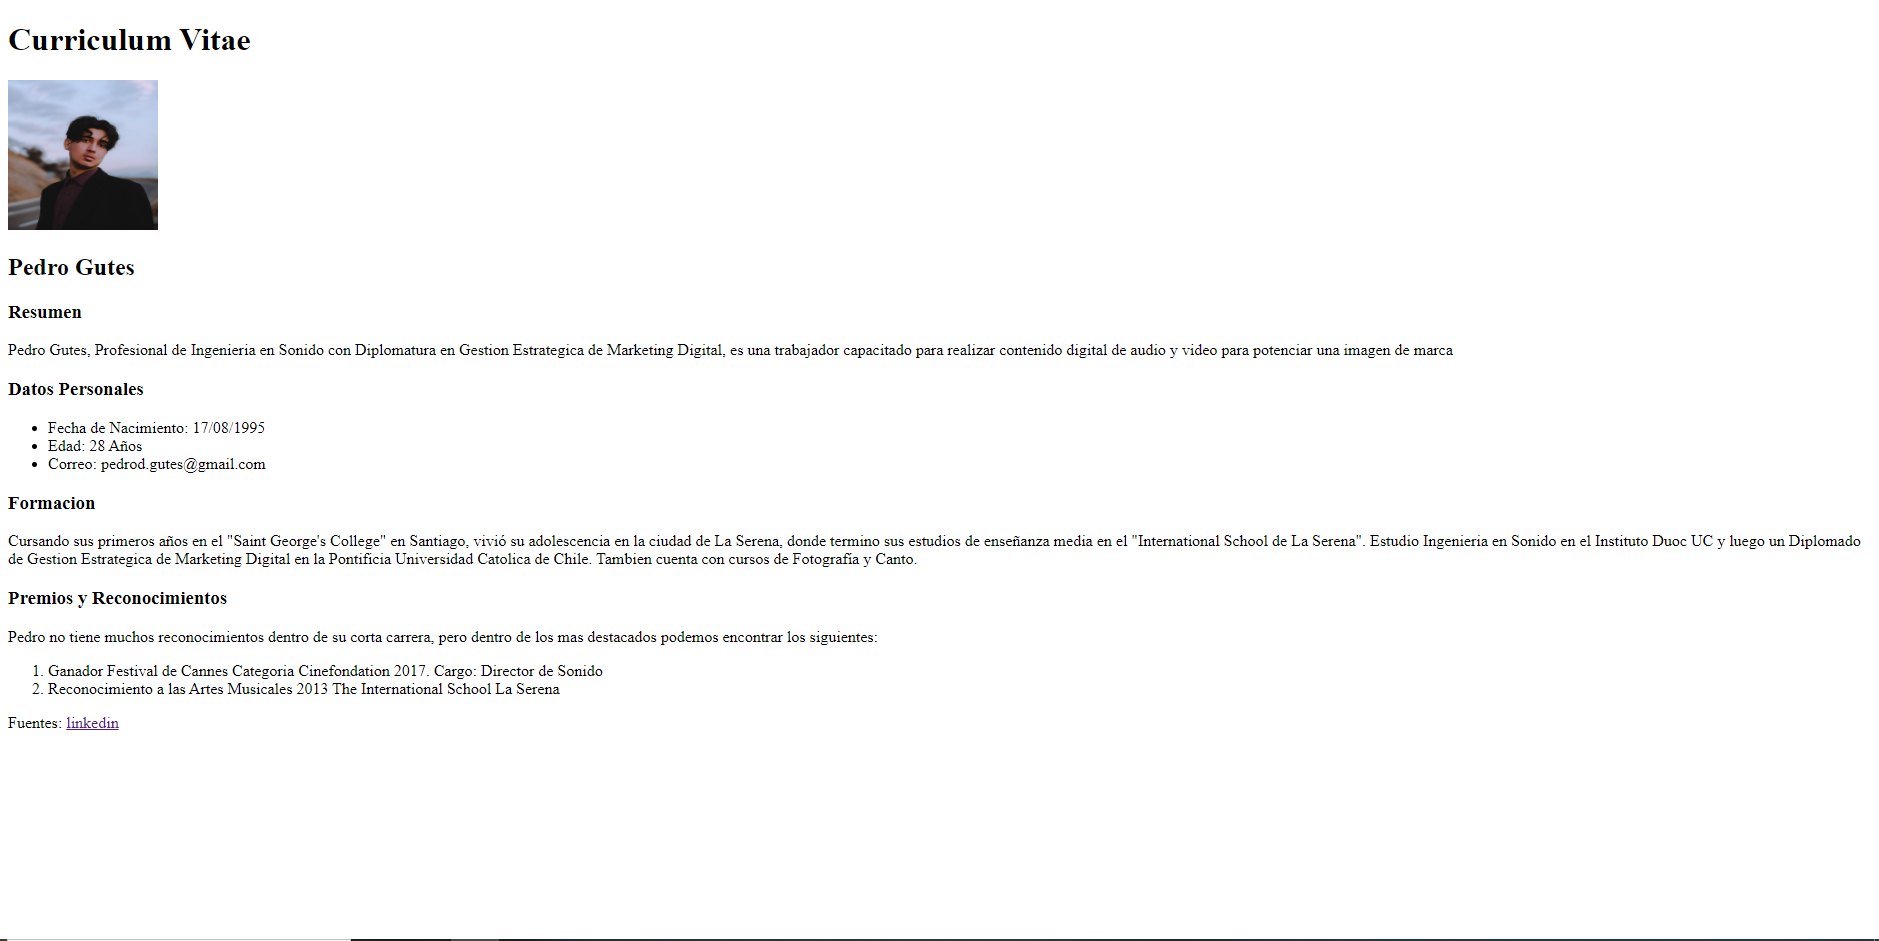 Curriculum Vitae
Pedro Gutes
Resumen
Pedro Gutes, Profesional de Ingenieria en Sonido con Diplomatura en Gestion Estrategica de Marketing Digital, es una trabajador capacitado para realizar contenido digital de audio y video para potenciar una imagen de marca
Datos Personales
• Fecha de Nacimiento: 17/08/1995
• Edad: 28 Años
• Correo: pedrod.gutes@gmail.com
Formacion
Cursando sus primeros años en el "Saint George's College" en Santiago, vivió su adolescencia en la ciudad de La Serena, donde termino sus estudios de enseñanza media en el "International School de La Serena". Estudio Ingenieria en Sonido en el Instituto Duoc UC y luego un Diplomado
de Gestion Estrategica de Marketing Digital en la Pontificia Universidad Catolica de Chile. Tambien cuenta con cursos de Fotografía y Canto.
Premios y Reconocimientos
Pedro no tiene muchos reconocimientos dentro de su corta carrera, pero dentro de los mas destacados podemos encontrar los siguientes:
1. Ganador Festival de Cannes Categoria Cinefondation 2017. Cargo: Director de Sonido
2. Reconocimiento a las Artes Musicales 2013 The International School La Serena
Fuentes: linkedin